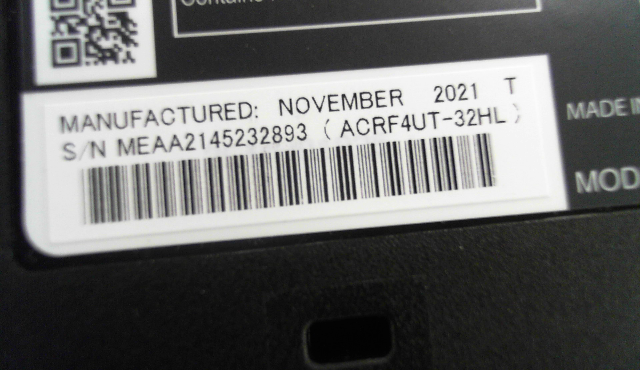 MANUFACTURED: NOVEMBER 2021 T
S/N MEAA2145232893 (ACRF4UT-32HL)
MADE
MOD